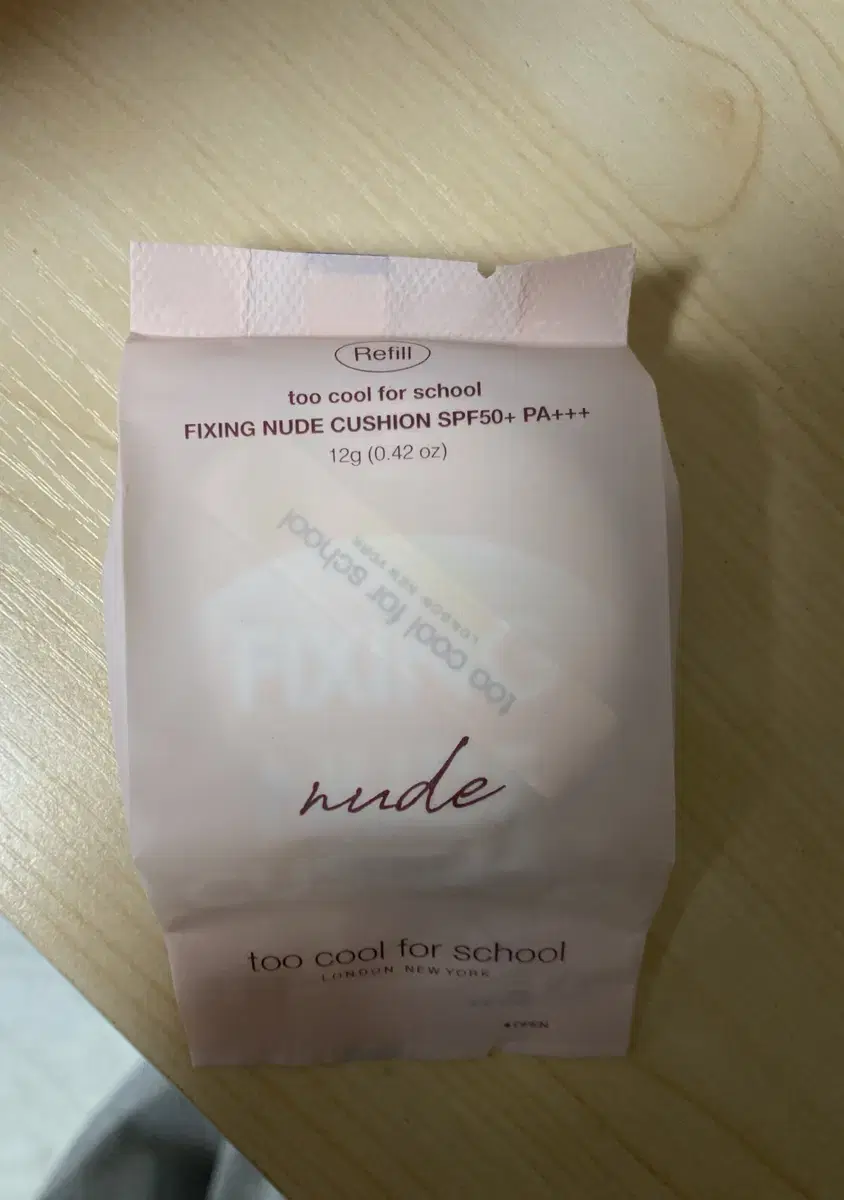 Refill
too cool for school
FIXING NUDE CUSHION SPF50+ PA+++
12g (0.42 oz)
too cool for school
LONDON NEW YORK
FIXING
nude
too cool for school
LONDON NEW YORK
◄OPEN